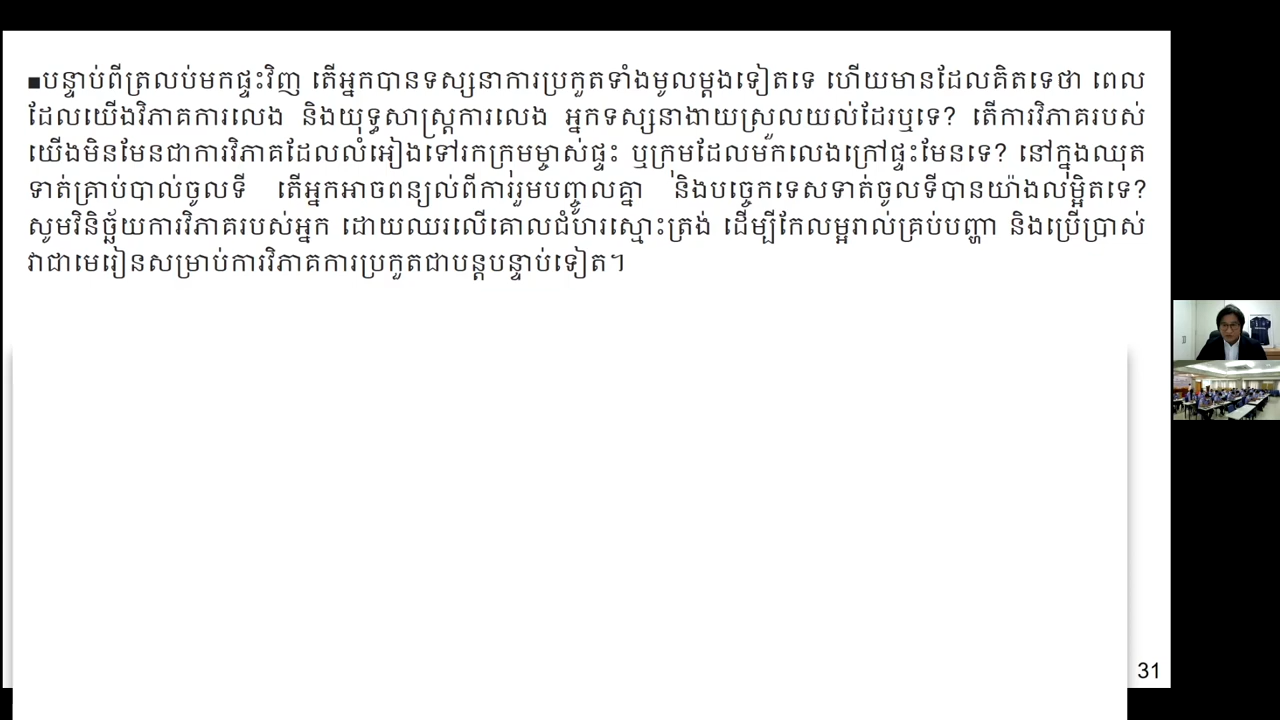 ■បន្ទាប់ពីត្រលប់មកផ្ទះវិញ តើអ្នកបានទស្សនាការប្រកួតទាំងមូលម្តងទៀតទេ ហើយមានដែលគិតទេថា ពេល
ដែលយើងវិភាគការលេង និងយុទ្ធសាស្ត្រការលេង អ្នកទស្សនាងាយស្រួលយល់ដែរឬទេ? តើការវិភាគរបស់
យើងមិនមែនជាការវិភាគដែលលំអៀងទៅរកក្រុមម្ចាស់ផ្ទះ ឬក្រុមដែលមកលេងក្រៅផ្ទះមែនទេ? នៅក្នុងឈុត
ទាត់គ្រាប់បាល់ចូលទី តើអ្នកអាចពន្យល់ពីការរួមបញ្ចូលគ្នា និងបច្ចេកទេសទាត់ចូលទីបានយ៉ាងល្អម្អិតទេ?
សូមវិនិច្ឆ័យការវិភាគរបស់អ្នក ដោយឈរលើគោលជំហរស្មោះត្រង់ ដើម្បីកែលម្អរាល់គ្រប់បញ្ហា និងប្រើប្រាស់
វាជាមេរៀនសម្រាប់ការវិភាគការប្រកួតជាបន្តបន្ទាប់ទៀត។
31